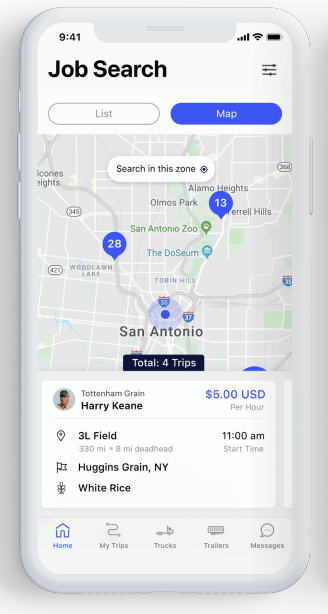 9:41
Job Search
List
Map
Search in this zone
368
Alamo Heights
Olmos Park
13
Terrell Hills
345
San Antonio Zoo
28
The DoSeum
421
WOODLAWN
LAKE
TOBIN HILL
35
35
37
San Antonio
Total: 4 Trips
Tottenham Grain
$5.00 USD
Harry Keane
Per Hour
3L Field
11:00 am
330 mi • 8 mi deadhead
Start Time
Huggins Grain, NY
White Rice
Home
My Trips
Trucks
Trailers
Messages